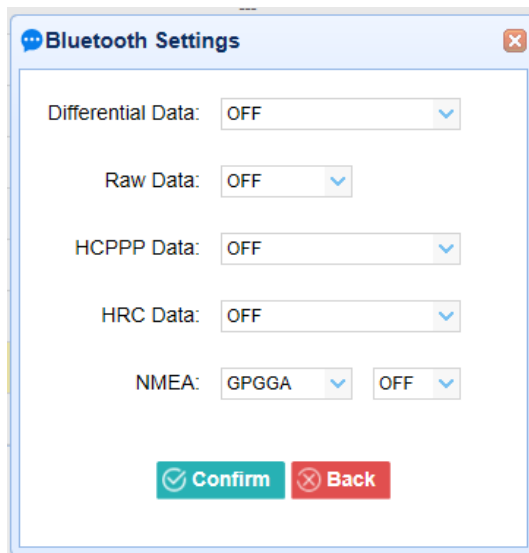 Bluetooth Settings
Differential Data: OFF
Raw Data: OFF
HCPPP Data: OFF
HRC Data: OFF
NMEA: GPGGA OFF
Confirm Back